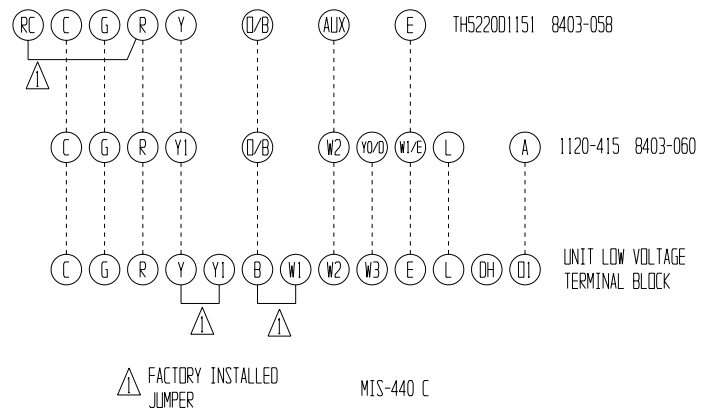 RC C G R Y O/B AUX E TH5220D1151 8403-058
1
C G R Y1 O/B W2 YO/D W1/E L A 1120-415 8403-060
C G R Y Y1 B W1 W2 W3 E L DH D1 UNIT LOW VOLTAGE
TERMINAL BLOCK
1 1
1 FACTORY INSTALLED
JUMPER
MIS-440 C